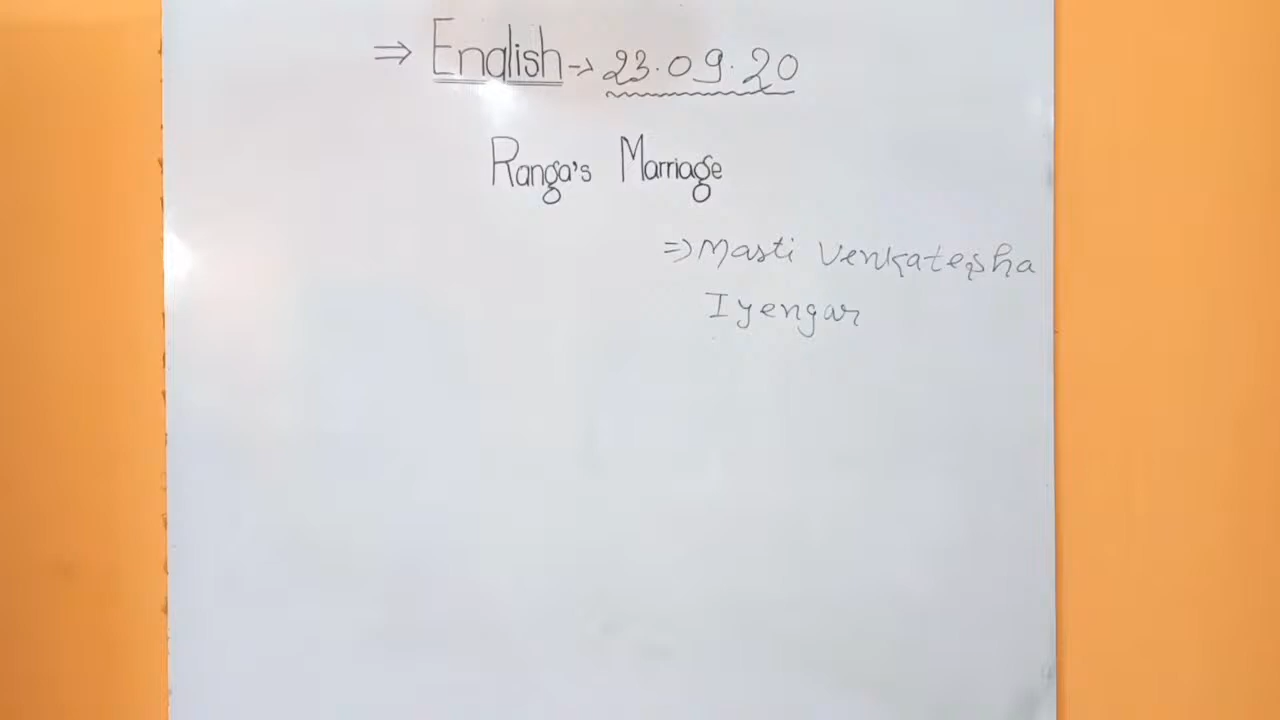 ⇒ English → 23.09.20
Ranga's Marriage
⇒ Masti Venkatesha
Iyengar